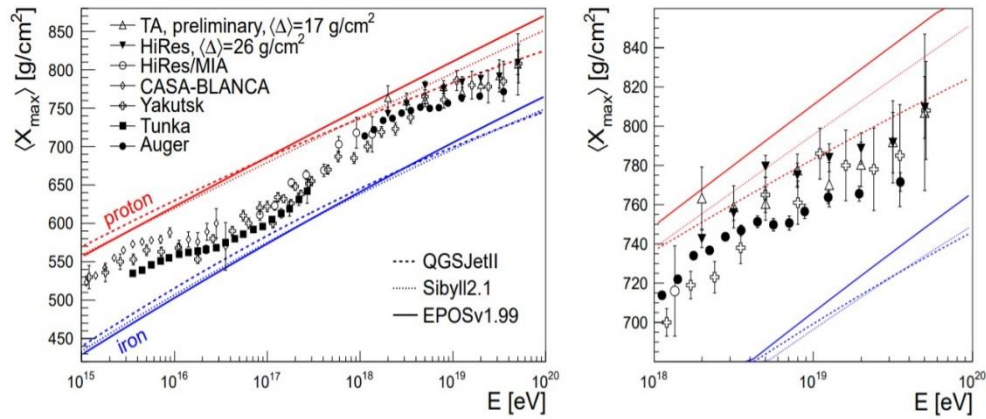 ⟨X_max⟩ [g/cm²]
850
800
750
700
650
600
550
500
450
TA, preliminary, ⟨Δ⟩=17 g/cm²
HiRes, ⟨Δ⟩=26 g/cm²
HiRes/MIA
CASA-BLANCA
Yakutsk
Tunka
Auger
proton
iron
QGSJetII
Sibyll2.1
EPOSv1.99
10¹⁵ 10¹⁶ 10¹⁷ 10¹⁸ 10¹⁹ 10²⁰
E [eV]
⟨X_max⟩ [g/cm²]
840
820
800
780
760
740
720
700
10¹⁸ 10¹⁹ 10²⁰
E [eV]